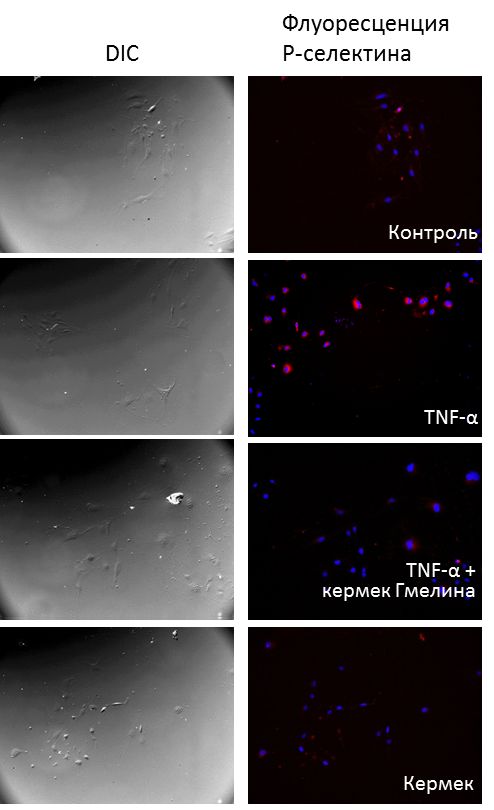 Флуоресценция
DIC
P-селектина
Контроль
TNF-α
TNF-α +
кермек Гмелина
Кермек